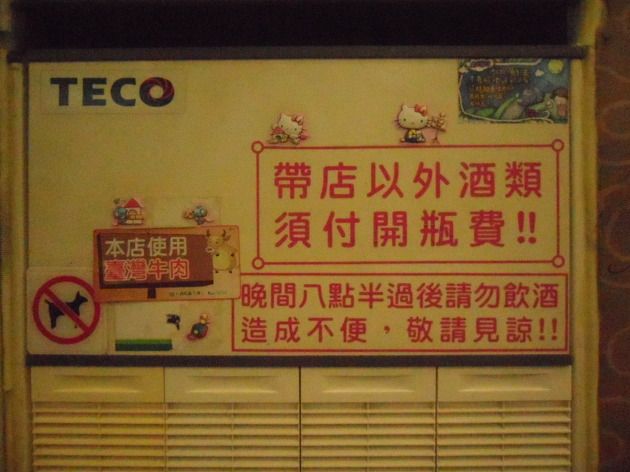 TECO
帶店以外酒類
須付開瓶費!!
本店使用
臺灣牛肉
晚間八點半過後請勿飲酒
造成不便，敬請見諒!!